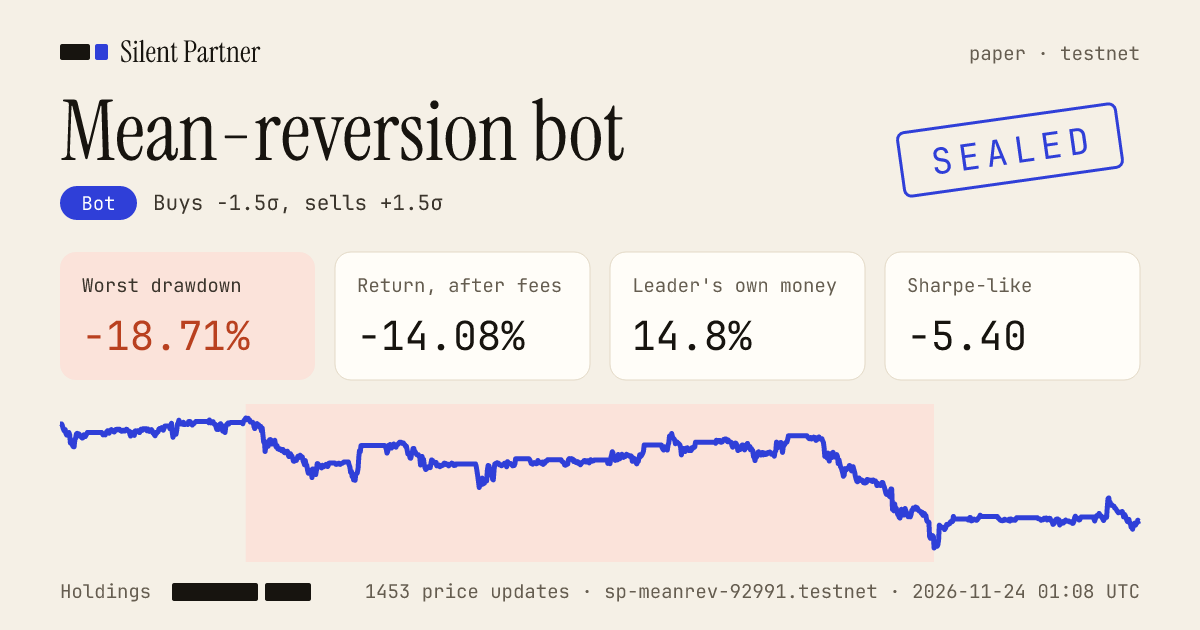 Silent Partner
paper · testnet
Mean-reversion bot
SEALED
Bot
Buys -1.5σ, sells +1.5σ
Worst drawdown
-18.71%
Return, after fees
-14.08%
Leader's own money
14.8%
Sharpe-like
-5.40
Holdings
1453 price updates · sp-meanrev-92991.testnet · 2026-11-24 01:08 UTC